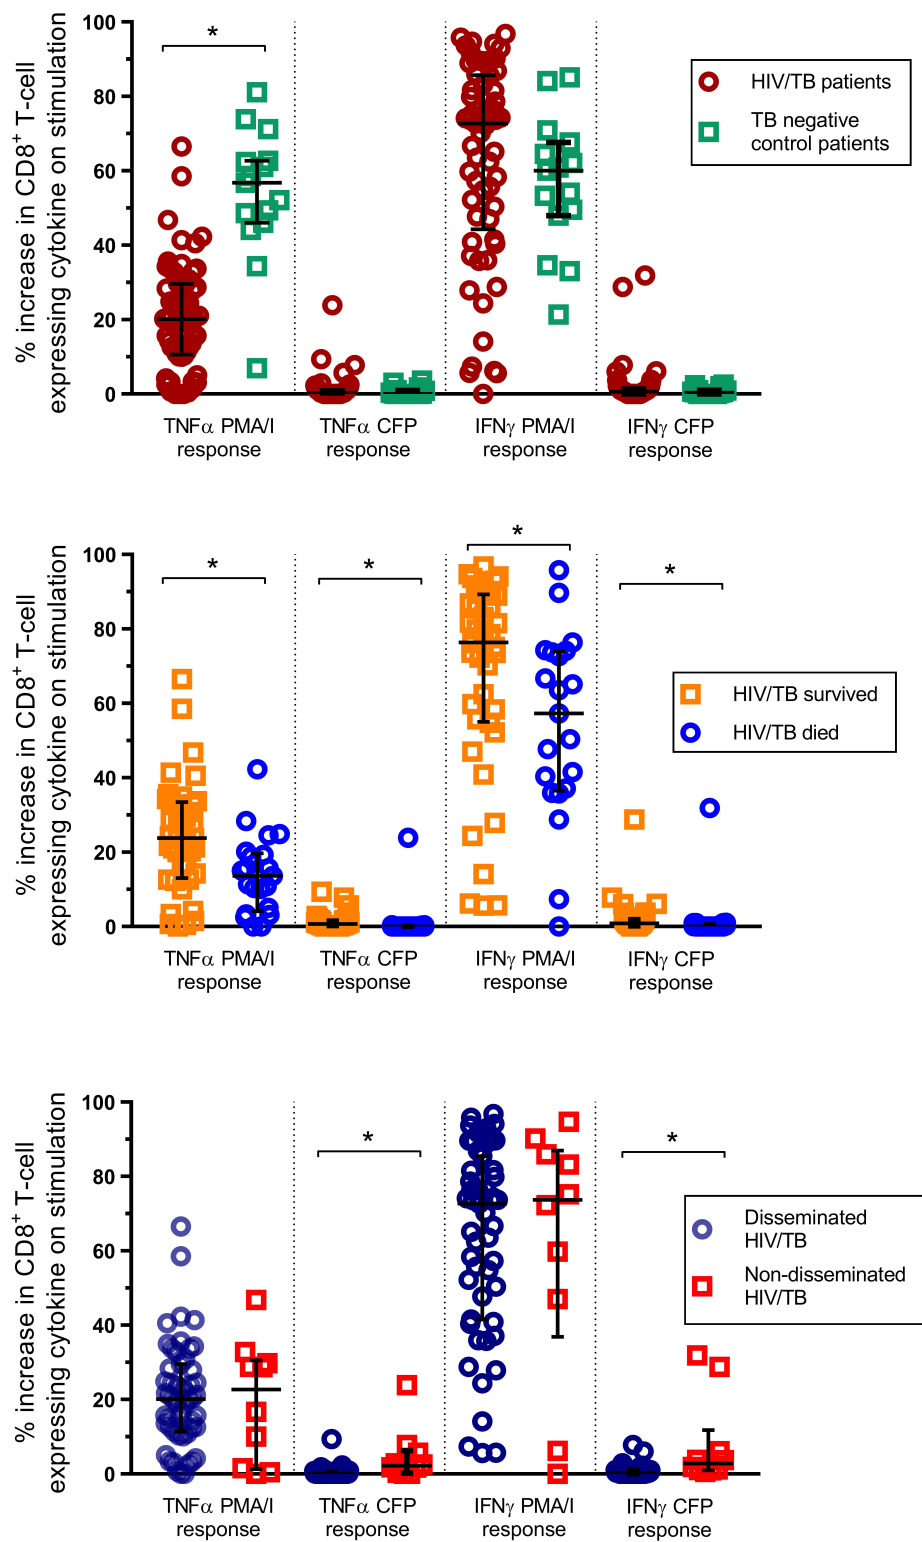 % increase in CD8+ T-cell
expressing cytokine on stimulation
100
80
60
40
20
0
*
HIV/TB patients
TB negative
control patients
TNFα PMA/I
response
TNFα CFP
response
IFNγ PMA/I
response
IFNγ CFP
response
% increase in CD8+ T-cell
expressing cytokine on stimulation
100
80
60
40
20
0
*
*
*
*
HIV/TB survived
HIV/TB died
TNFα PMA/I
response
TNFα CFP
response
IFNγ PMA/I
response
IFNγ CFP
response
% increase in CD8+ T-cell
expressing cytokine on stimulation
100
80
60
40
20
0
*
*
Disseminated
HIV/TB
Non-disseminated
HIV/TB
TNFα PMA/I
response
TNFα CFP
response
IFNγ PMA/I
response
IFNγ CFP
response